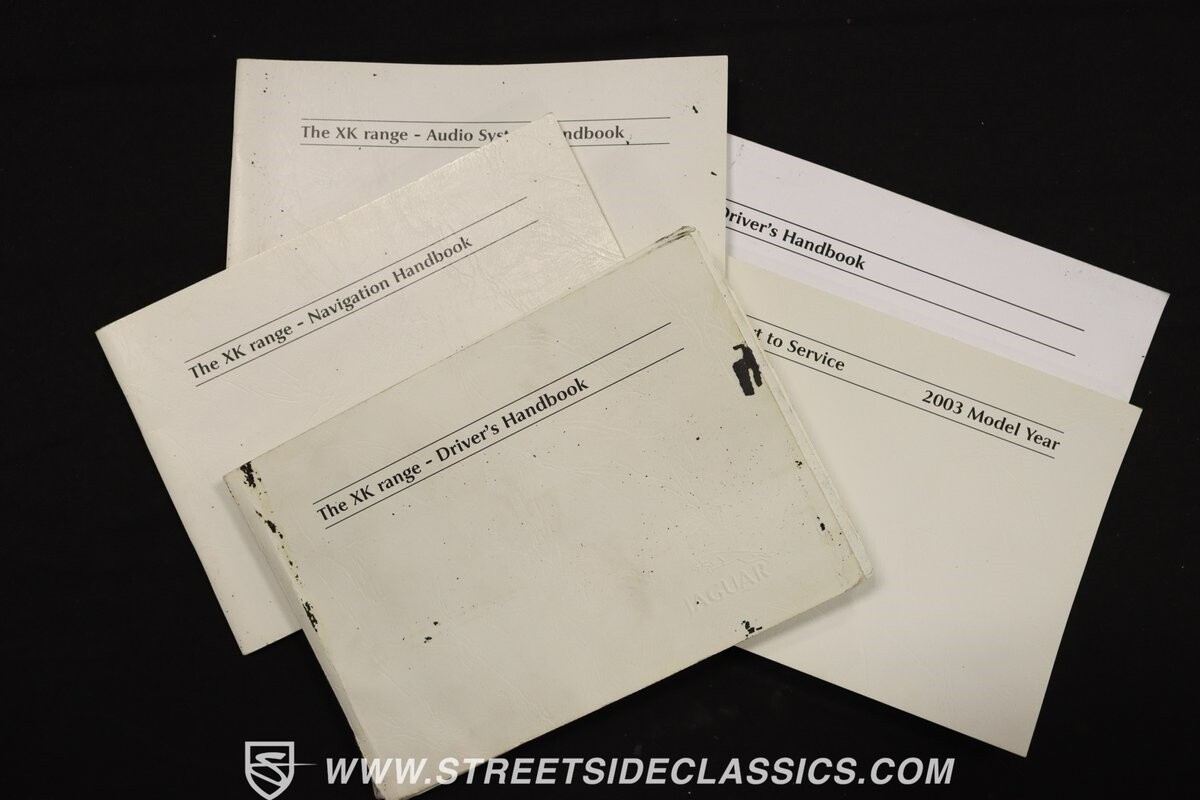 The XK range – Audio Syst ndbook
The XK range – Navigation Handbook
Driver's Handbook
t to Service 2003 Model Year
The XK range – Driver's Handbook
JAGUAR
WWW.STREETSIDECLASSICS.COM